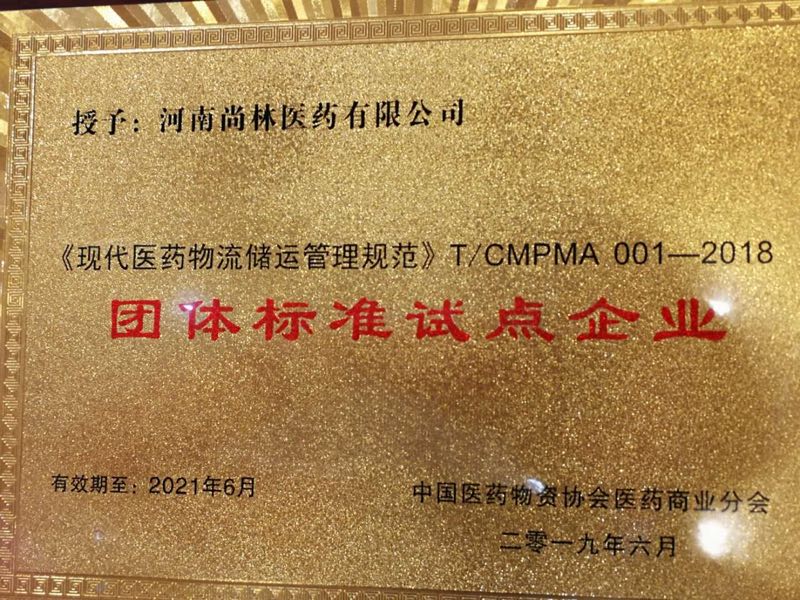 授予：河南尚林医药有限公司
《现代医药物流储运管理规范》T/CMPMA 001—2018
团体标准试点企业
有效期至：2021年6月
中国医药物资协会医药商业分会
二零一九年六月